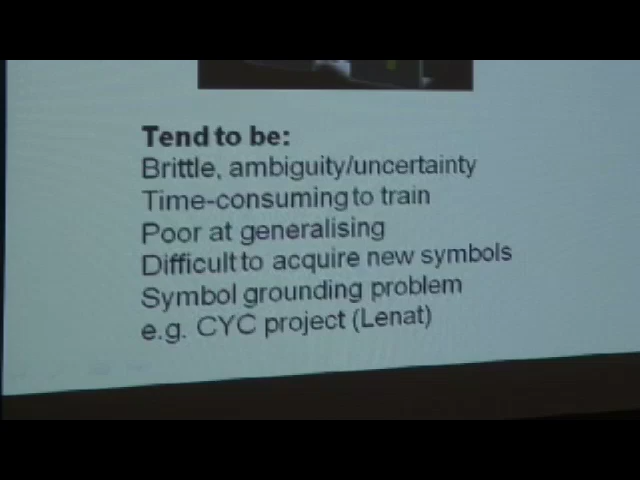 Tend to be:
Brittle, ambiguity/uncertainty
Time-consuming to train
Poor at generalising
Difficult to acquire new symbols
Symbol grounding problem
e.g. CYC project (Lenat)